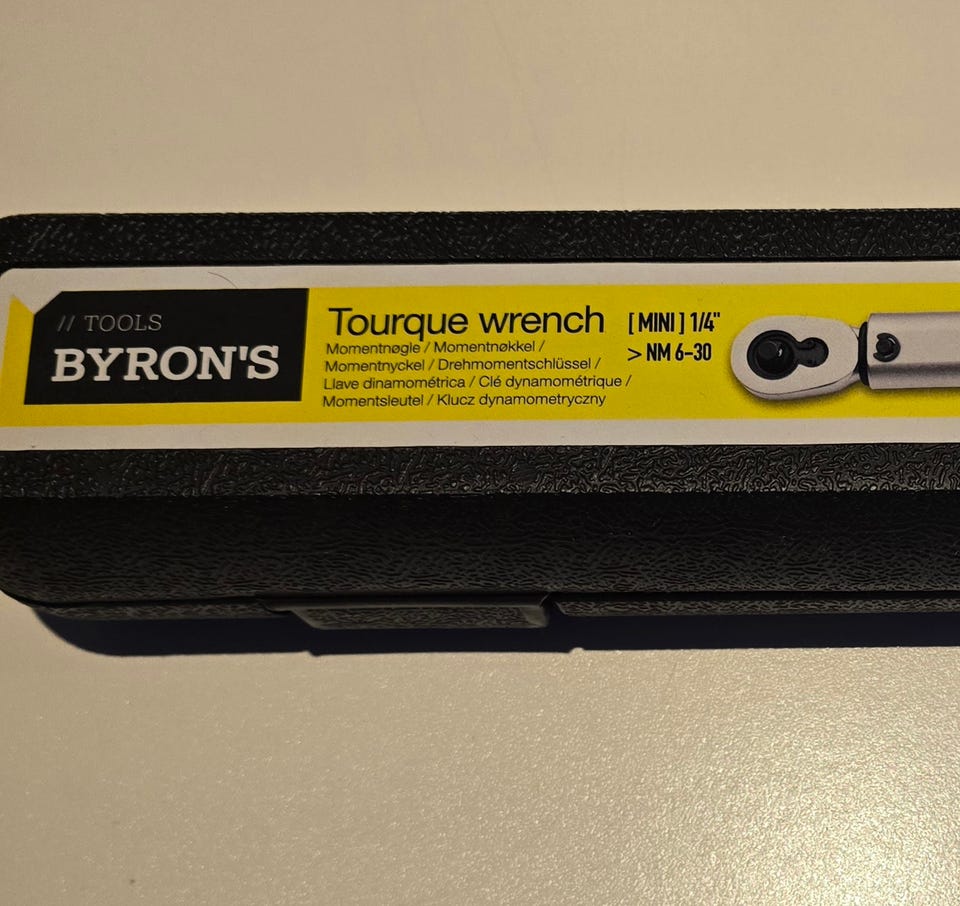 // TOOLS
BYRON'S
Tourque wrench
Momentnøgle / Momentnøkkel /
Momentnyckel / Drehmomentschlüssel /
Llave dinamométrica / Clé dynamométrique /
Momentsleutel / Klucz dynamometryczny
[ MINI ] 1/4"
> NM 6-30